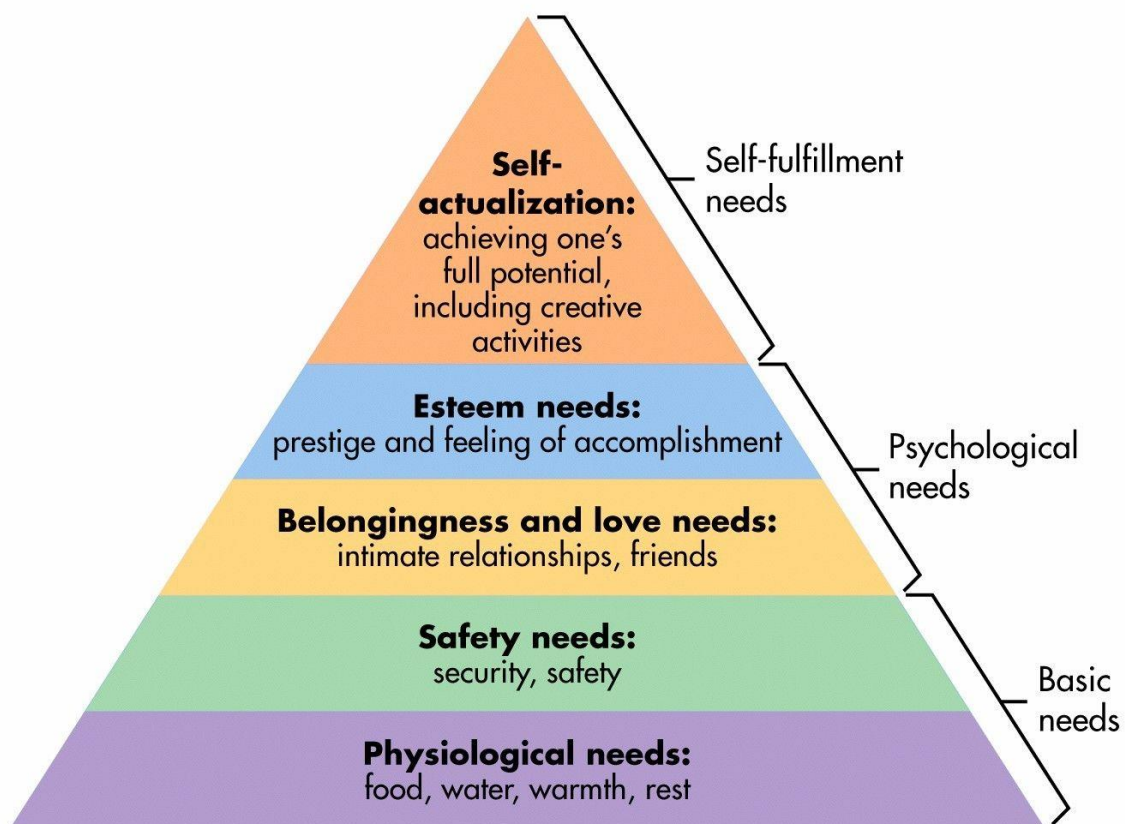 Self-
actualization:
achieving one's
full potential,
including creative
activities
Self-fulfillment
needs
Esteem needs:
prestige and feeling of accomplishment
Belongingness and love needs:
intimate relationships, friends
Psychological
needs
Safety needs:
security, safety
Physiological needs:
food, water, warmth, rest
Basic
needs